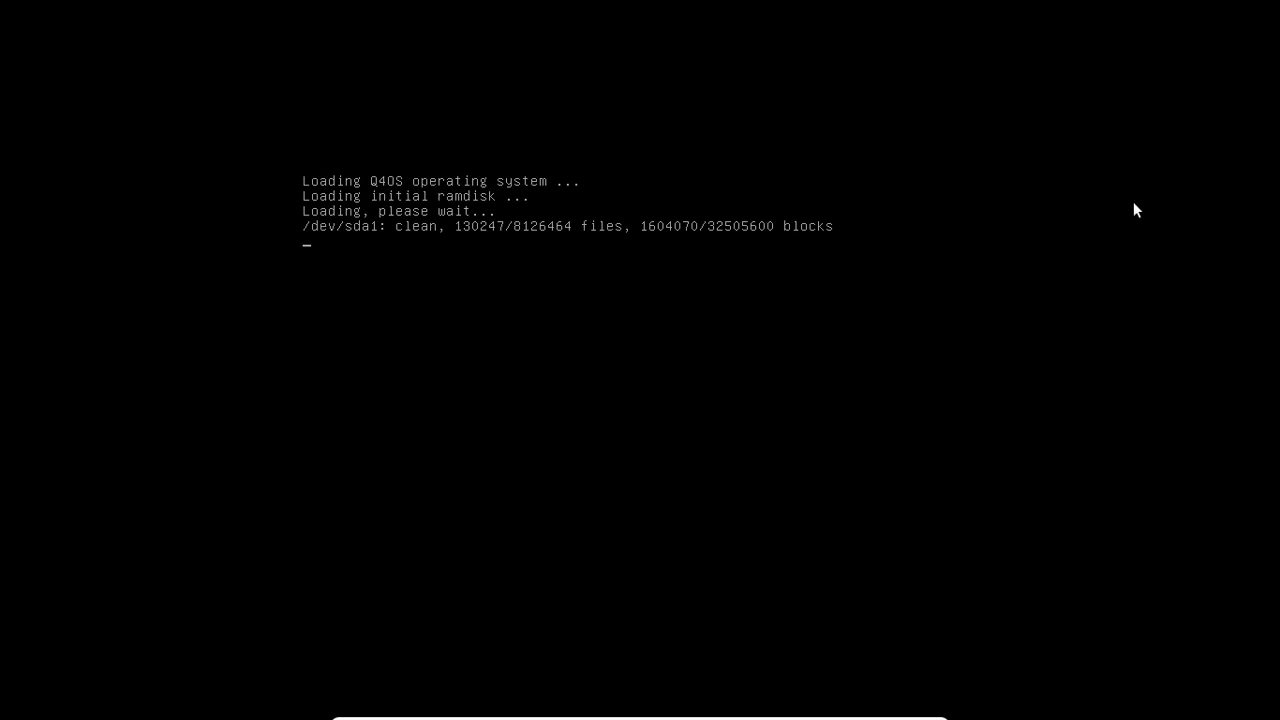 Loading Q4OS operating system ...
Loading initial ramdisk ...
Loading, please wait...
/dev/sda1: clean, 130247/8126464 files, 1604070/32505600 blocks